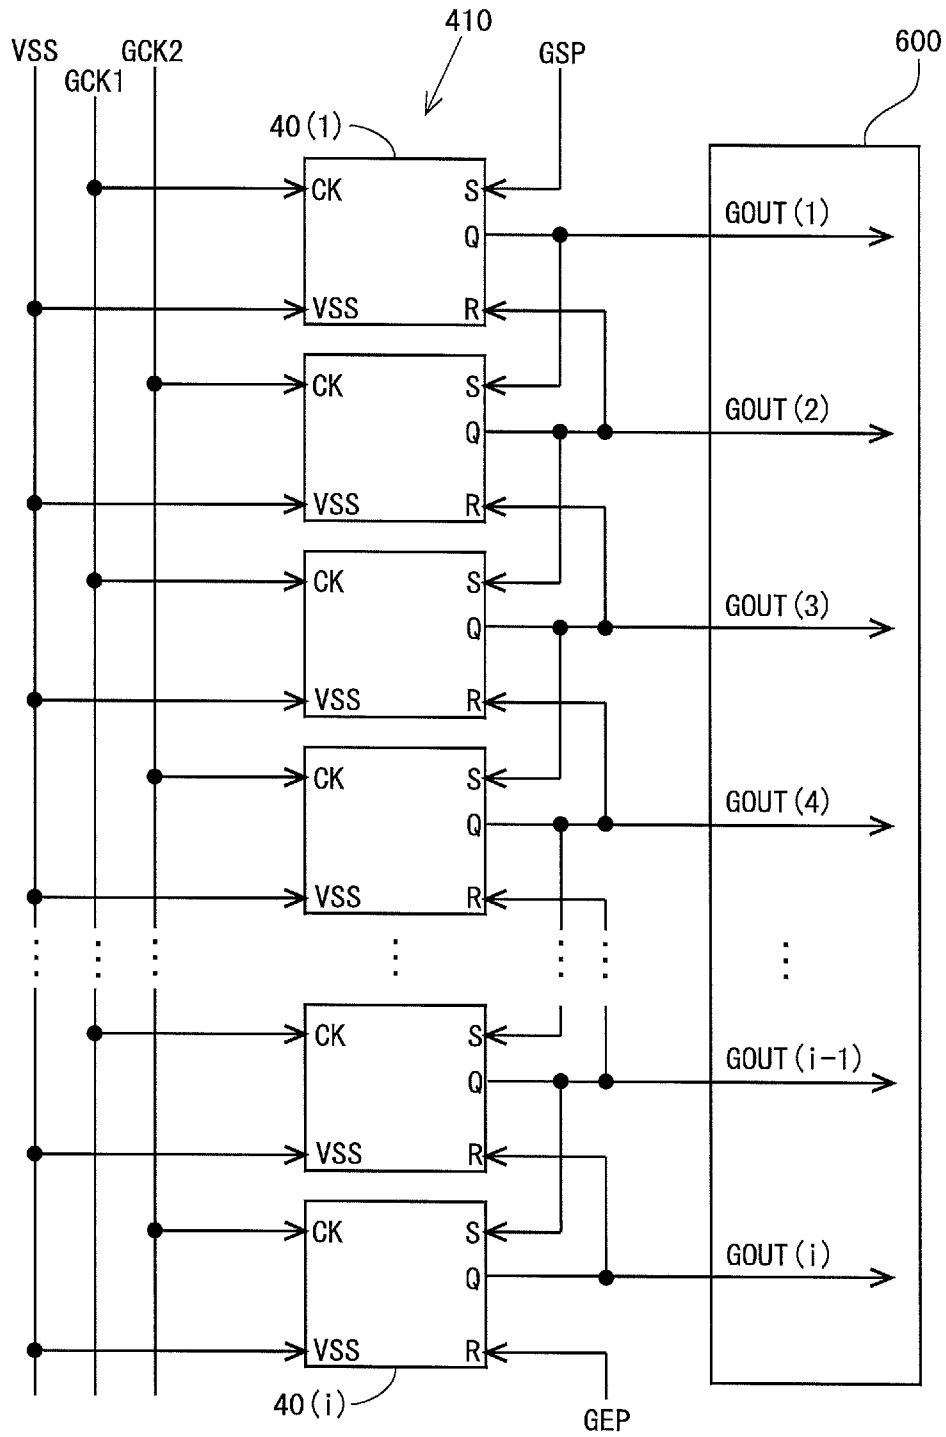 410
600
VSS
GCK2
GSP
GCK1
40(1)
CK
S
GOUT(1)
Q
VSS
R
CK
S
GOUT(2)
Q
VSS
R
CK
S
GOUT(3)
Q
VSS
R
CK
S
GOUT(4)
Q
VSS
R
CK
S
GOUT(i-1)
Q
VSS
R
CK
S
GOUT(i)
Q
VSS
R
40(i)
GEP